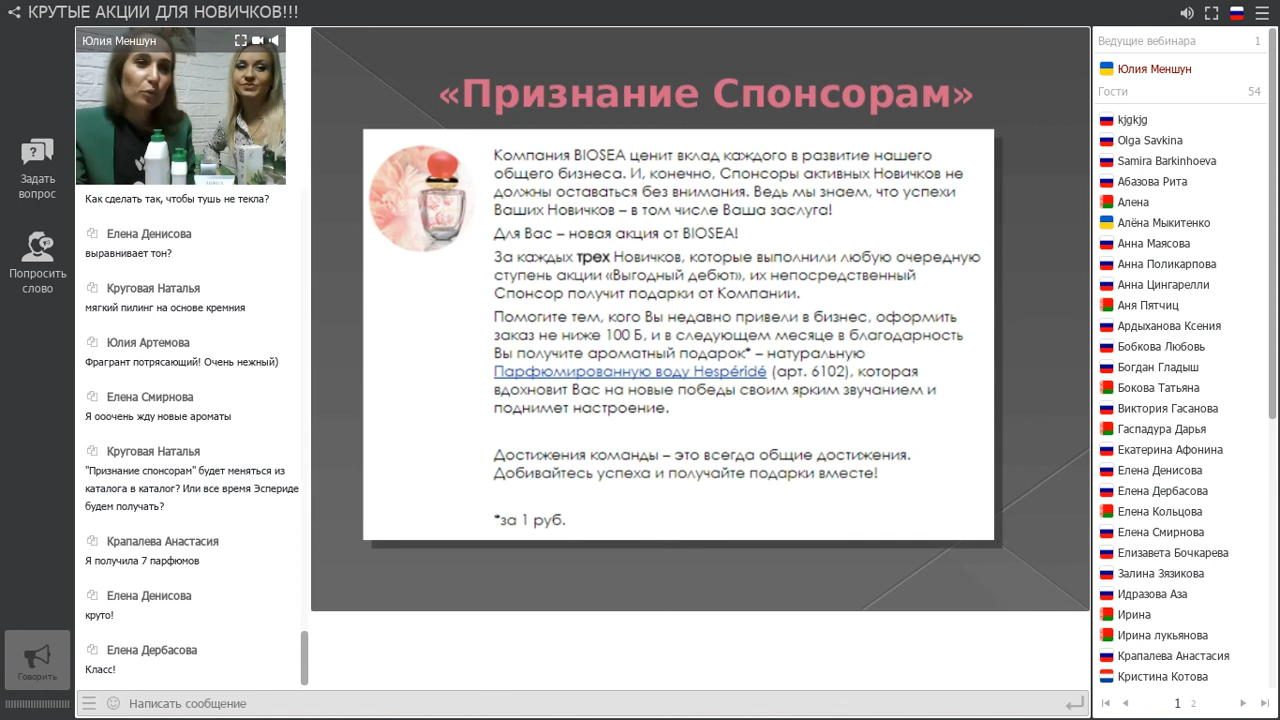 КРУТЫЕ АКЦИИ ДЛЯ НОВИЧКОВ!!!
Задать
вопрос
Попросить
слово
Говорить
Юлия Меншун
Как сделать так, чтобы тушь не текла?
Елена Денисова
выравнивает тон?
Круговая Наталья
мягкий пилинг на основе кремния
Юлия Артемова
Фрагрант потрясающий! Очень нежный)
Елена Смирнова
Я ооочень жду новые ароматы
Круговая Наталья
"Признание спонсорам" будет меняться из
каталога в каталог? Или все время Эспериде
будем получать?
Крапалева Анастасия
Я получила 7 парфюмов
Елена Денисова
круто!
Елена Дербасова
Класс!
Написать сообщение
«Признание Спонсорам»
Компания BIOSEA ценит вклад каждого в развитие нашего
общего бизнеса. И, конечно, Спонсоры активных Новичков не
должны оставаться без внимания. Ведь мы знаем, что успехи
Ваших Новичков – в том числе Ваша заслуга!
Для Вас – новая акция от BIOSEA!
За каждых трех Новичков, которые выполнили любую очередную
ступень акции «Выгодный дебют», их непосредственный
Спонсор получит подарки от Компании.
Помогите тем, кого Вы недавно привели в бизнес, оформить
заказ не ниже 100 Б, и в следующем месяце в благодарность
Вы получите ароматный подарок* – натуральную
Парфюмированную воду Hespéridé (арт. 6102), которая
вдохновит Вас на новые победы своим ярким звучанием и
поднимет настроение.
Достижения команды – это всегда общие достижения.
Добивайтесь успеха и получайте подарки вместе!
*за 1 руб.
Ведущие вебинара 1
Юлия Меншун
Гости 54
kjgkjg
Olga Savkina
Samira Barkinhoeva
Абазова Рита
Алена
Алёна Мыкитенко
Анна Маясова
Анна Поликарпова
Анна Цингарелли
Аня Пятчиц
Ардыханова Ксения
Бобкова Любовь
Богдан Гладыш
Бокова Татьяна
Виктория Гасанова
Гаспадура Дарья
Екатерина Афонина
Елена Денисова
Елена Дербасова
Елена Кольцова
Елена Смирнова
Елизавета Бочкарева
Залина Зязикова
Идразова Аза
Ирина
Ирина лукьянова
Крапалева Анастасия
Кристина Котова
1 2